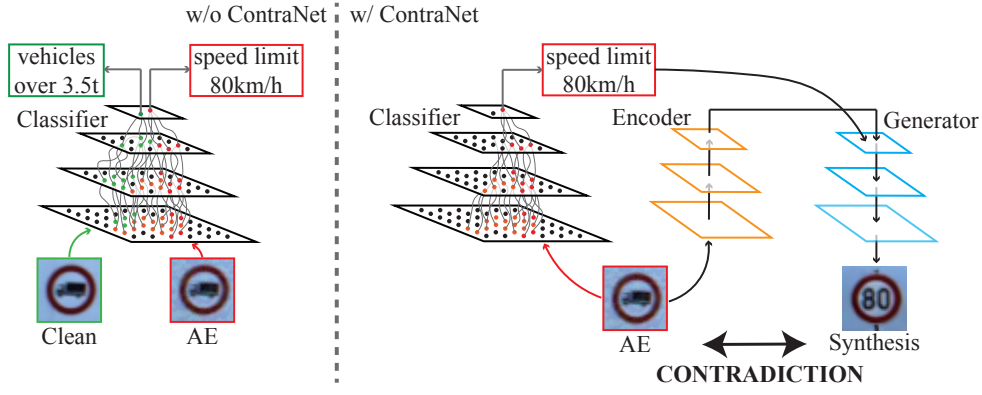 w/o ContraNet
vehicles
over 3.5t
speed limit
80km/h
Classifier
Clean
AE
w/ ContraNet
speed limit
80km/h
Classifier
Encoder
Generator
80
AE
Synthesis
CONTRADICTION